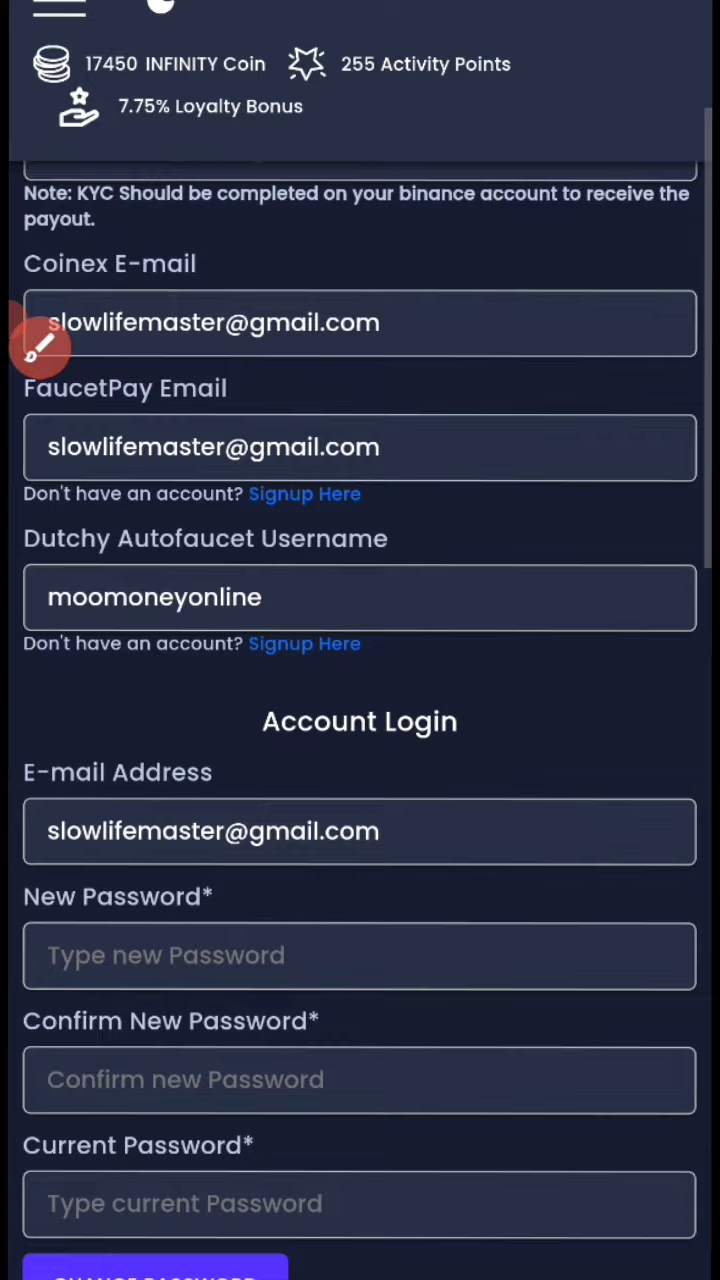 17450 INFINITY Coin
255 Activity Points
7.75% Loyalty Bonus
Note: KYC Should be completed on your binance account to receive the
payout.
Coinex E-mail
slowlifemaster@gmail.com
FaucetPay Email
slowlifemaster@gmail.com
Don't have an account? Signup Here
Dutchy Autofaucet Username
moomoneyonline
Don't have an account? Signup Here
Account Login
E-mail Address
slowlifemaster@gmail.com
New Password*
Type new Password
Confirm New Password*
Confirm new Password
Current Password*
Type current Password
CHANGE PASSWORD